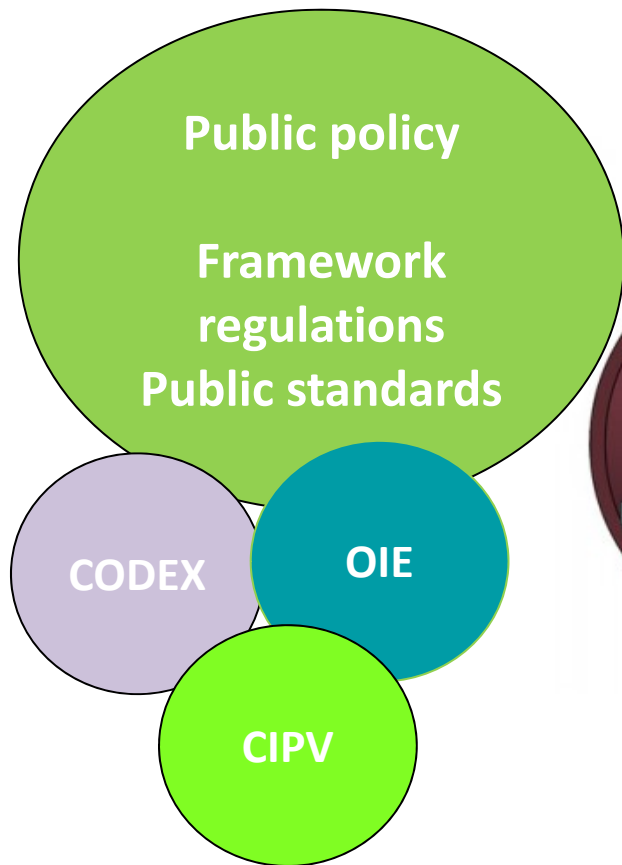 Public policy
Framework
regulations
Public standards
CODEX
OIE
CIPV